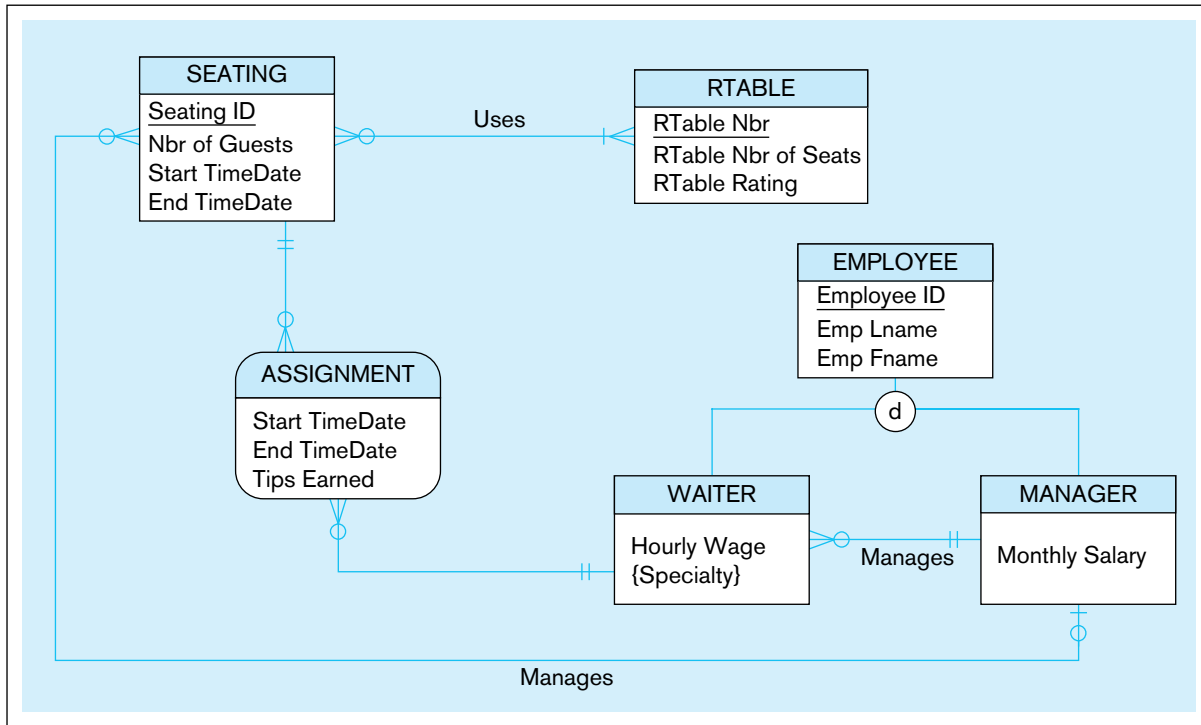 SEATING
Seating ID
Nbr of Guests
Start TimeDate
End TimeDate
Uses
RTABLE
RTable Nbr
RTable Nbr of Seats
RTable Rating
EMPLOYEE
Employee ID
Emp Lname
Emp Fname
d
ASSIGNMENT
Start TimeDate
End TimeDate
Tips Earned
WAITER
Hourly Wage
{Specialty}
Manages
MANAGER
Monthly Salary
Manages